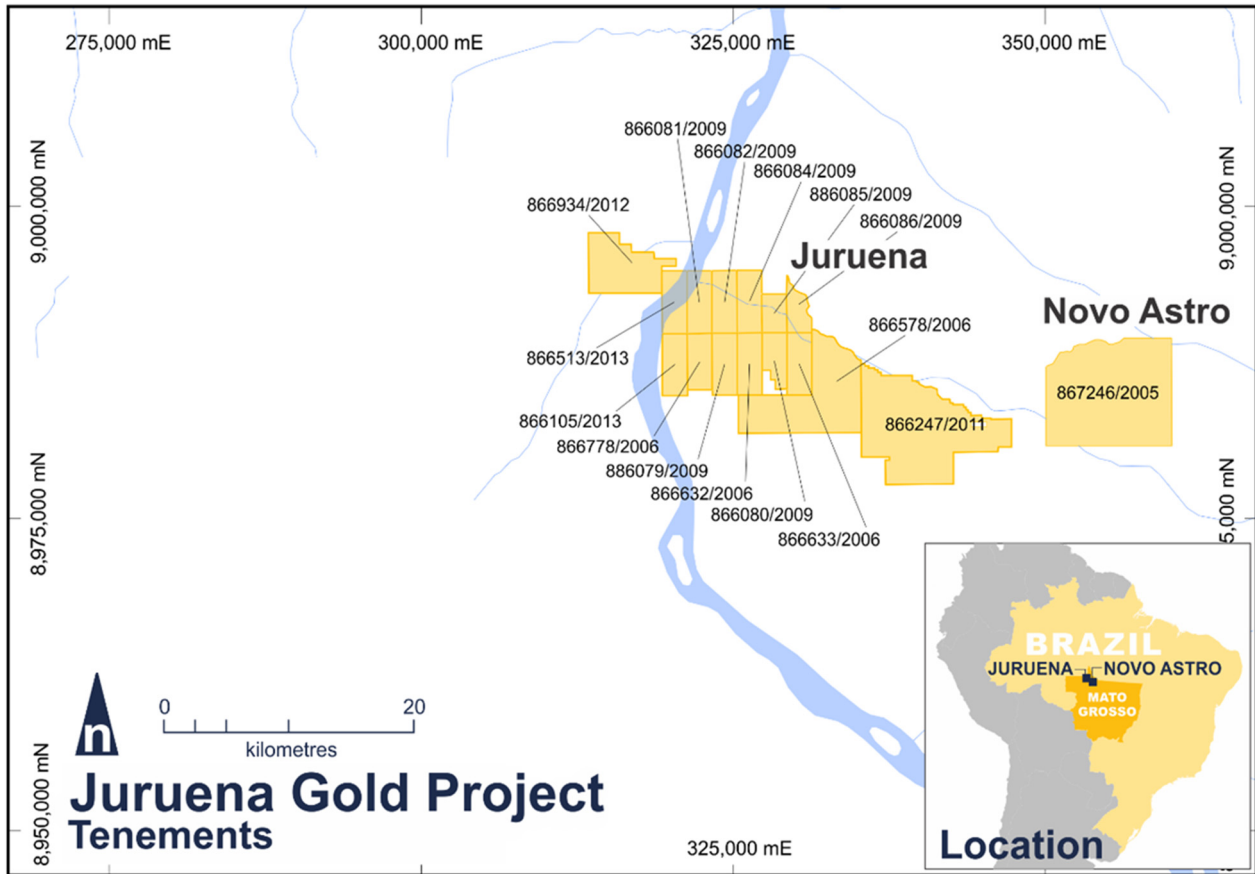 275,000 mE
300,000 mE
325,000 mE
350,000 mE
9,000,000 mN
9,000,000 mN
866081/2009
866082/2009
866084/2009
886085/2009
866086/2009
866934/2012
Juruena
Novo Astro
866578/2006
866513/2013
867246/2005
866105/2013
866247/2011
866778/2006
886079/2009
866632/2006
866080/2009
866633/2006
8,975,000 mN
5,000 mN
BRAZIL
JURUENA
NOVO ASTRO
MATO
GROSSO
Location
n
0
20
kilometres
Juruena Gold Project
Tenements
8,950,000 mN
325,000 mE